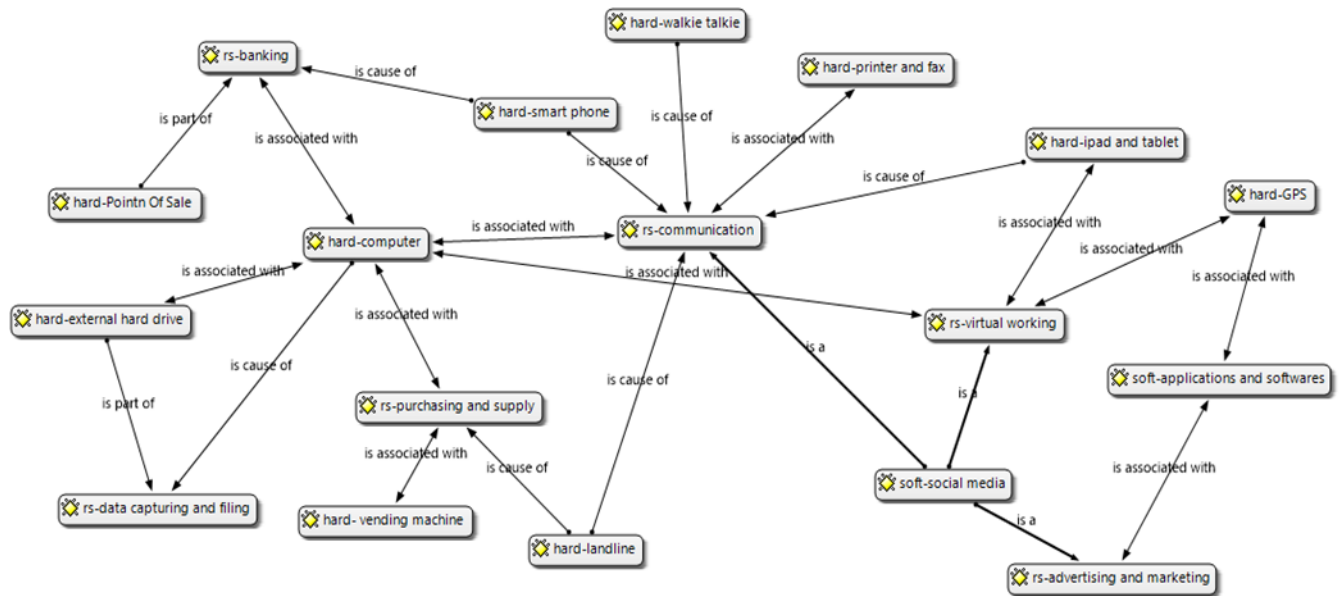 hard-walkie talkie
rs-banking
hard-printer and fax
is cause of
hard-smart phone
is part of
is cause of
is associated with
is associated with
hard-ipad and tablet
is cause of
is cause of
hard-Pointn Of Sale
hard-GPS
is associated with
rs-communication
is associated with
hard-computer
is associated with
is associated with
is associated with
is associated with
hard-external hard drive
is associated with
rs-virtual working
is a
is cause of
soft-applications and softwares
is cause of
is part of
is a
rs-purchasing and supply
is associated with
is cause of
is associated with
soft-social media
rs-data capturing and filing
hard- vending machine
is a
hard-landline
rs-advertising and marketing